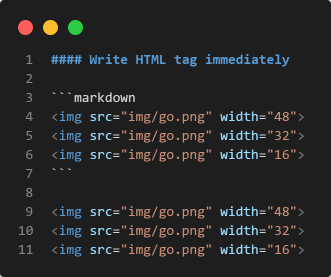 1 #### Write HTML tag immediately
2
3 ```markdown
4 <img src="img/go.png" width="48">
5 <img src="img/go.png" width="32">
6 <img src="img/go.png" width="16">
7 ```
8
9 <img src="img/go.png" width="48">
10 <img src="img/go.png" width="32">
11 <img src="img/go.png" width="16">